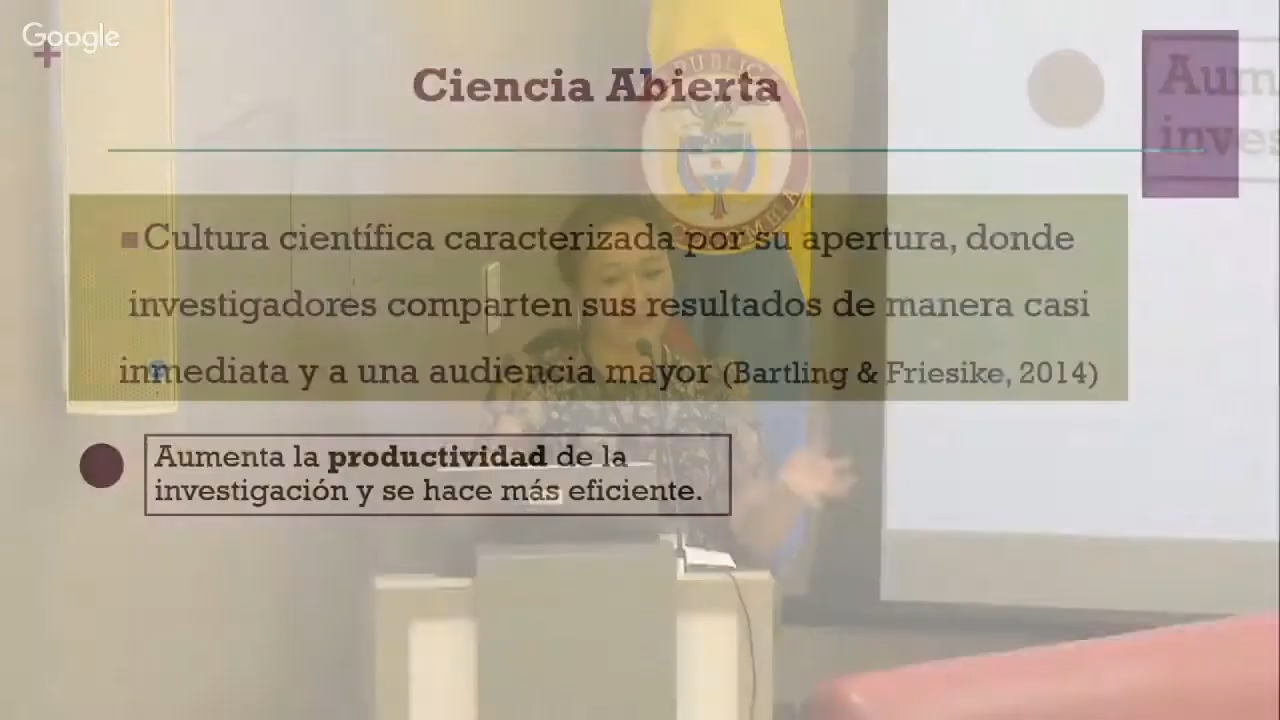 Google
Ciencia Abierta
Cultura científica caracterizada por su apertura, donde
investigadores comparten sus resultados de manera casi
inmediata y a una audiencia mayor (Bartling & Friesike, 2014)
Aumenta la productividad de la
investigación y se hace más eficiente.